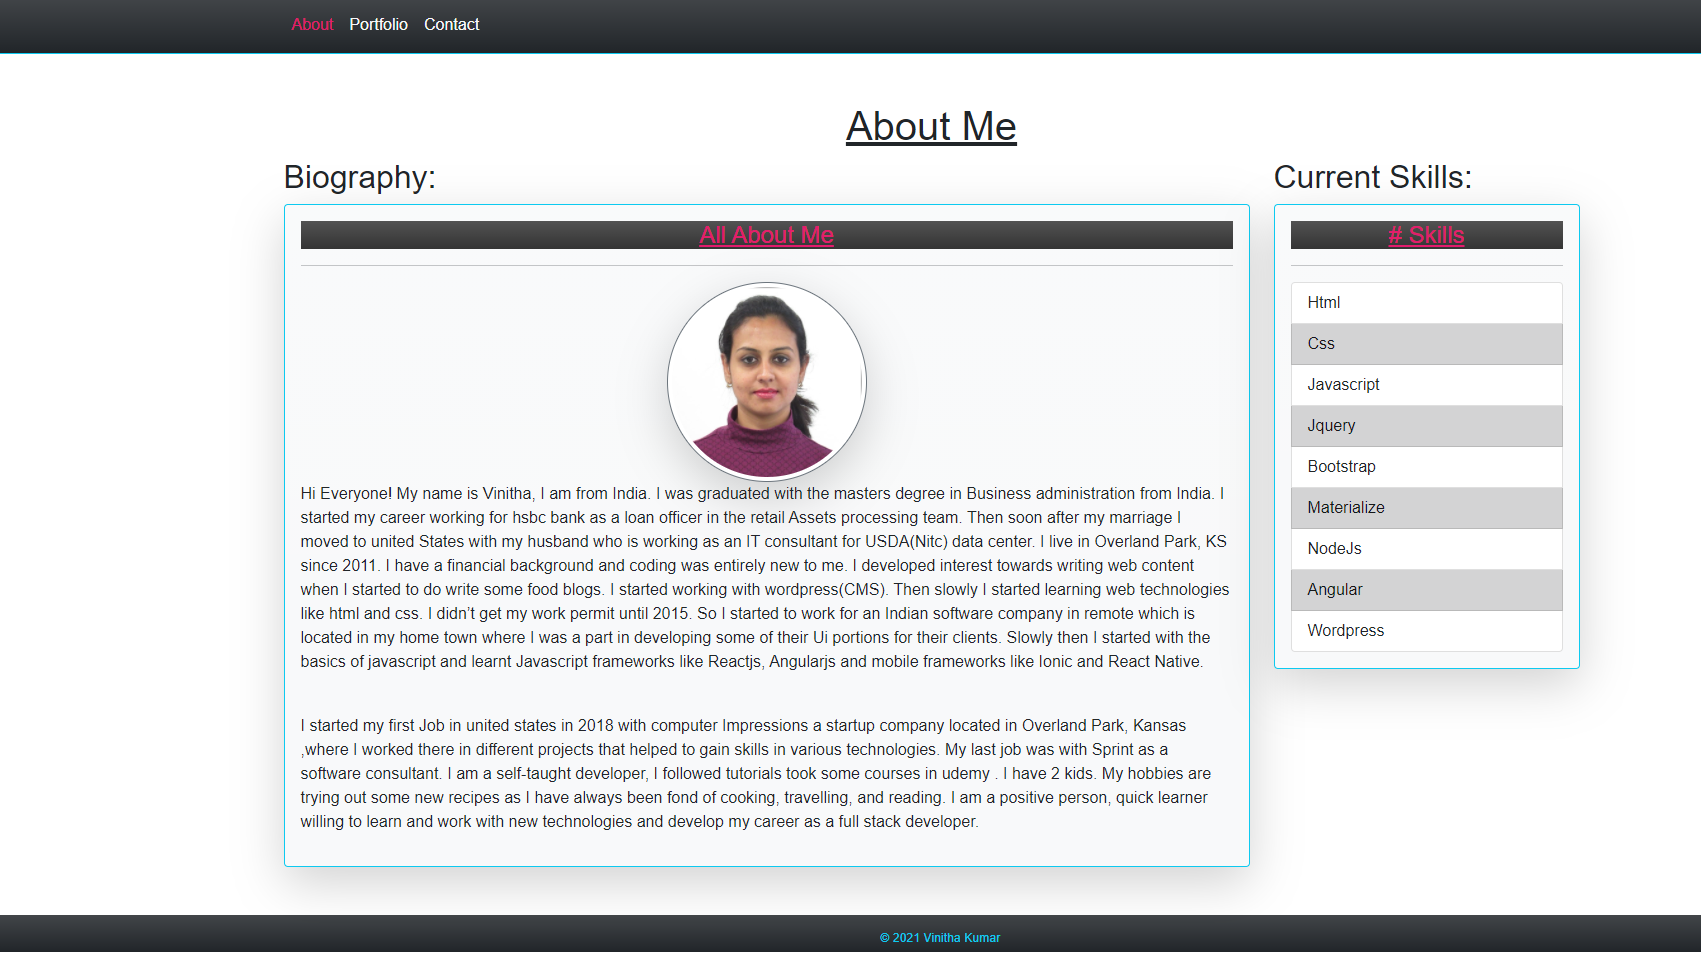 About Portfolio Contact
About Me
Biography:
All About Me
Hi Everyone! My name is Vinitha, I am from India. I was graduated with the masters degree in Business administration from India. I
started my career working for hsbc bank as a loan officer in the retail Assets processing team. Then soon after my marriage I
moved to united States with my husband who is working as an IT consultant for USDA(Nitc) data center. I live in Overland Park, KS
since 2011. I have a financial background and coding was entirely new to me. I developed interest towards writing web content
when I started to do write some food blogs. I started working with wordpress(CMS). Then slowly I started learning web technologies
like html and css. I didn’t get my work permit until 2015. So I started to work for an Indian software company in remote which is
located in my home town where I was a part in developing some of their Ui portions for their clients. Slowly then I started with the
basics of javascript and learnt Javascript frameworks like Reactjs, Angularjs and mobile frameworks like Ionic and React Native.
I started my first Job in united states in 2018 with computer Impressions a startup company located in Overland Park, Kansas
,where I worked there in different projects that helped to gain skills in various technologies. My last job was with Sprint as a
software consultant. I am a self-taught developer, I followed tutorials took some courses in udemy . I have 2 kids. My hobbies are
trying out some new recipes as I have always been fond of cooking, travelling, and reading. I am a positive person, quick learner
willing to learn and work with new technologies and develop my career as a full stack developer.
Current Skills:
# Skills
Html
Css
Javascript
Jquery
Bootstrap
Materialize
NodeJs
Angular
Wordpress
© 2021 Vinitha Kumar